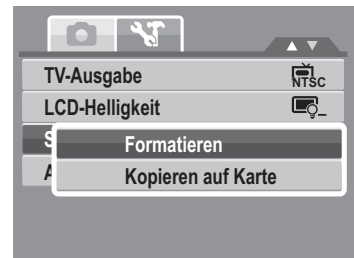 TV-Ausgabe NTSC
LCD-Helligkeit
S
Formatieren
A
Kopieren auf Karte